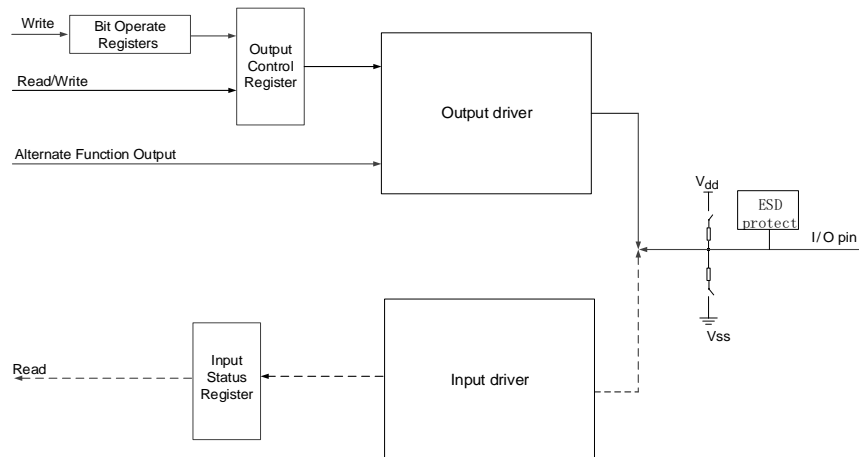 Write
Bit Operate
Registers
Output
Control
Register
Read/Write
Output driver
Alternate Function Output
Vdd
ESD
protect
I/O pin
Vss
Input driver
Input
Status
Register
Read